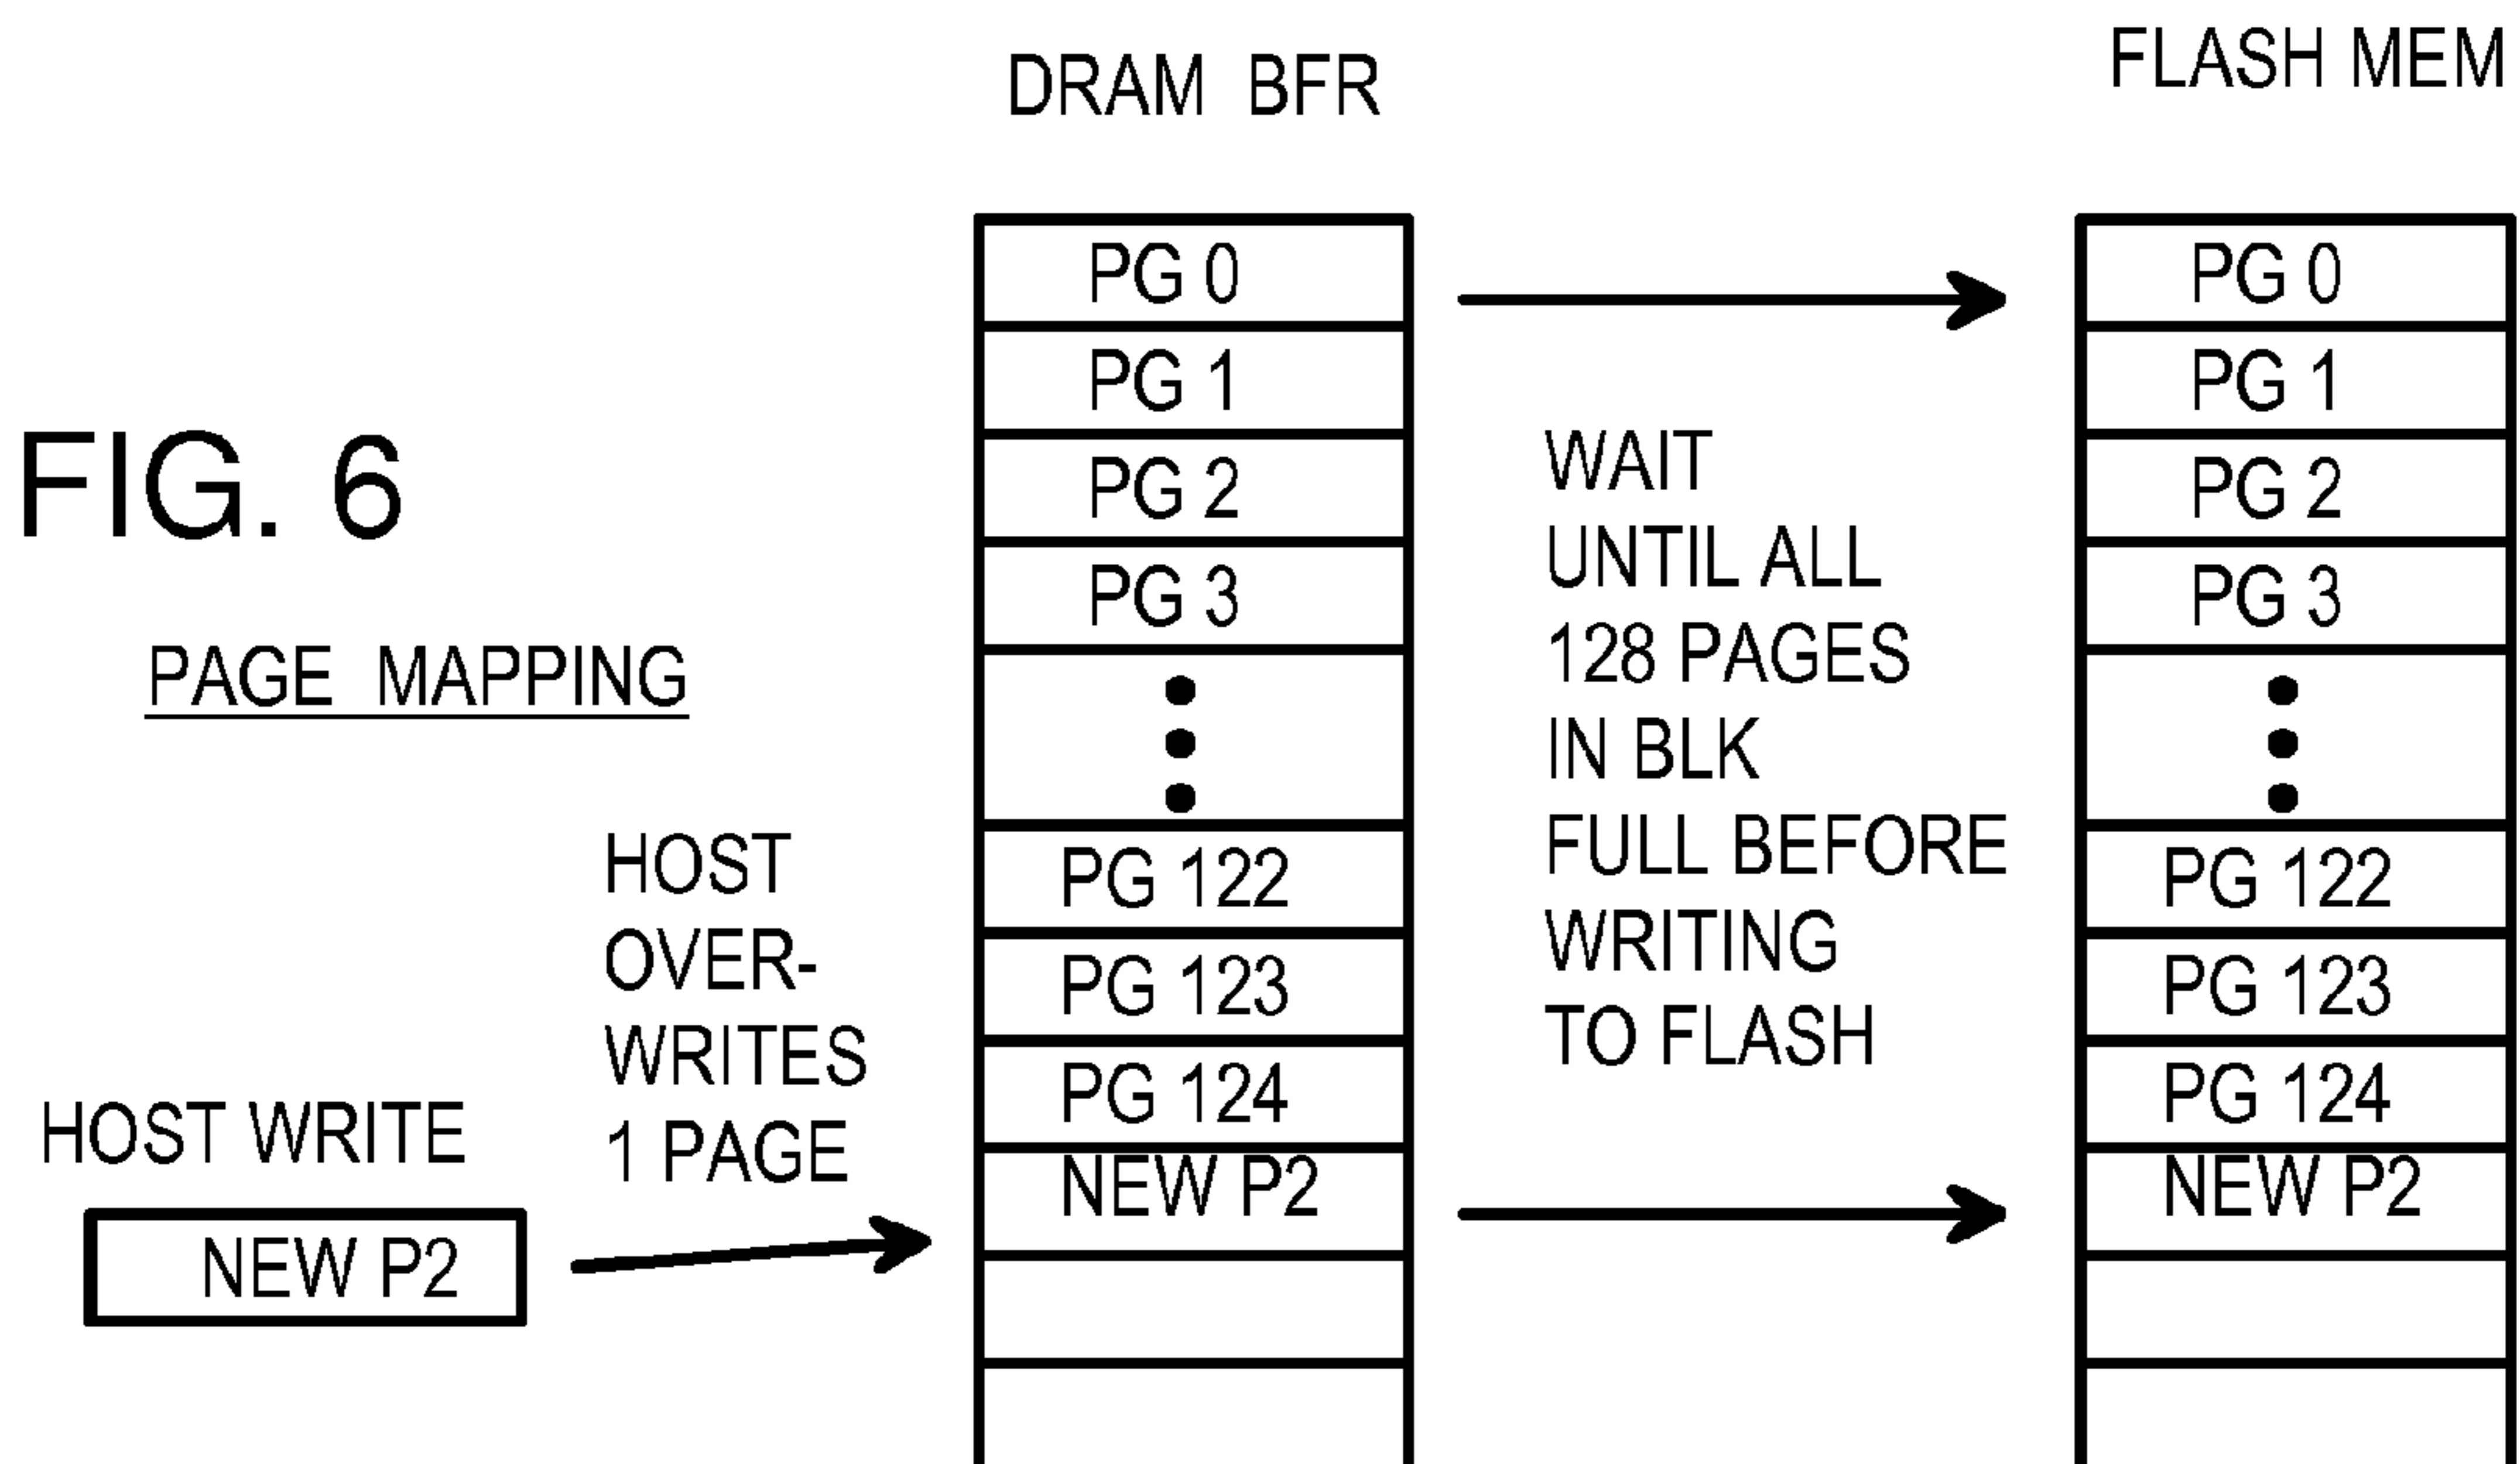 FIG. 6
PAGE MAPPING
HOST WRITE
NEW P2
HOST
OVER-
WRITES
1 PAGE
DRAM BFR
PG 0
PG 1
PG 2
PG 3
PG 122
PG 123
PG 124
NEW P2
WAIT
UNTIL ALL
128 PAGES
IN BLK
FULL BEFORE
WRITING
TO FLASH
FLASH MEM
PG 0
PG 1
PG 2
PG 3
PG 122
PG 123
PG 124
NEW P2